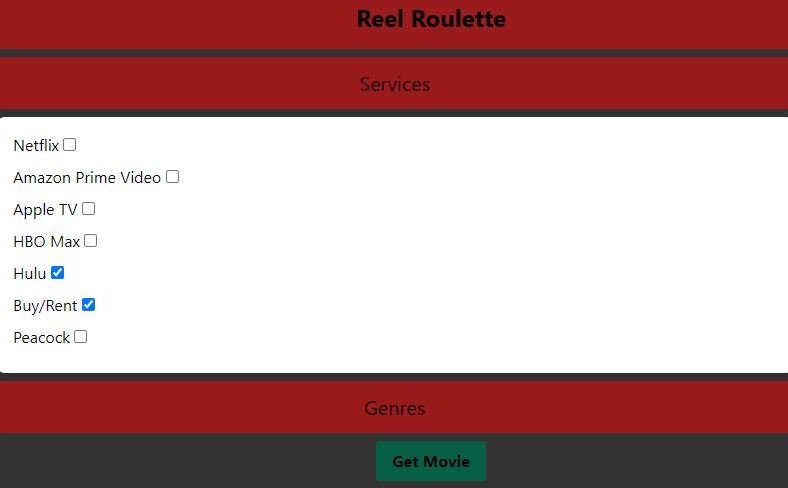 Reel Roulette
Services
Netflix
Amazon Prime Video
Apple TV
HBO Max
Hulu
Buy/Rent
Peacock
Genres
Get Movie